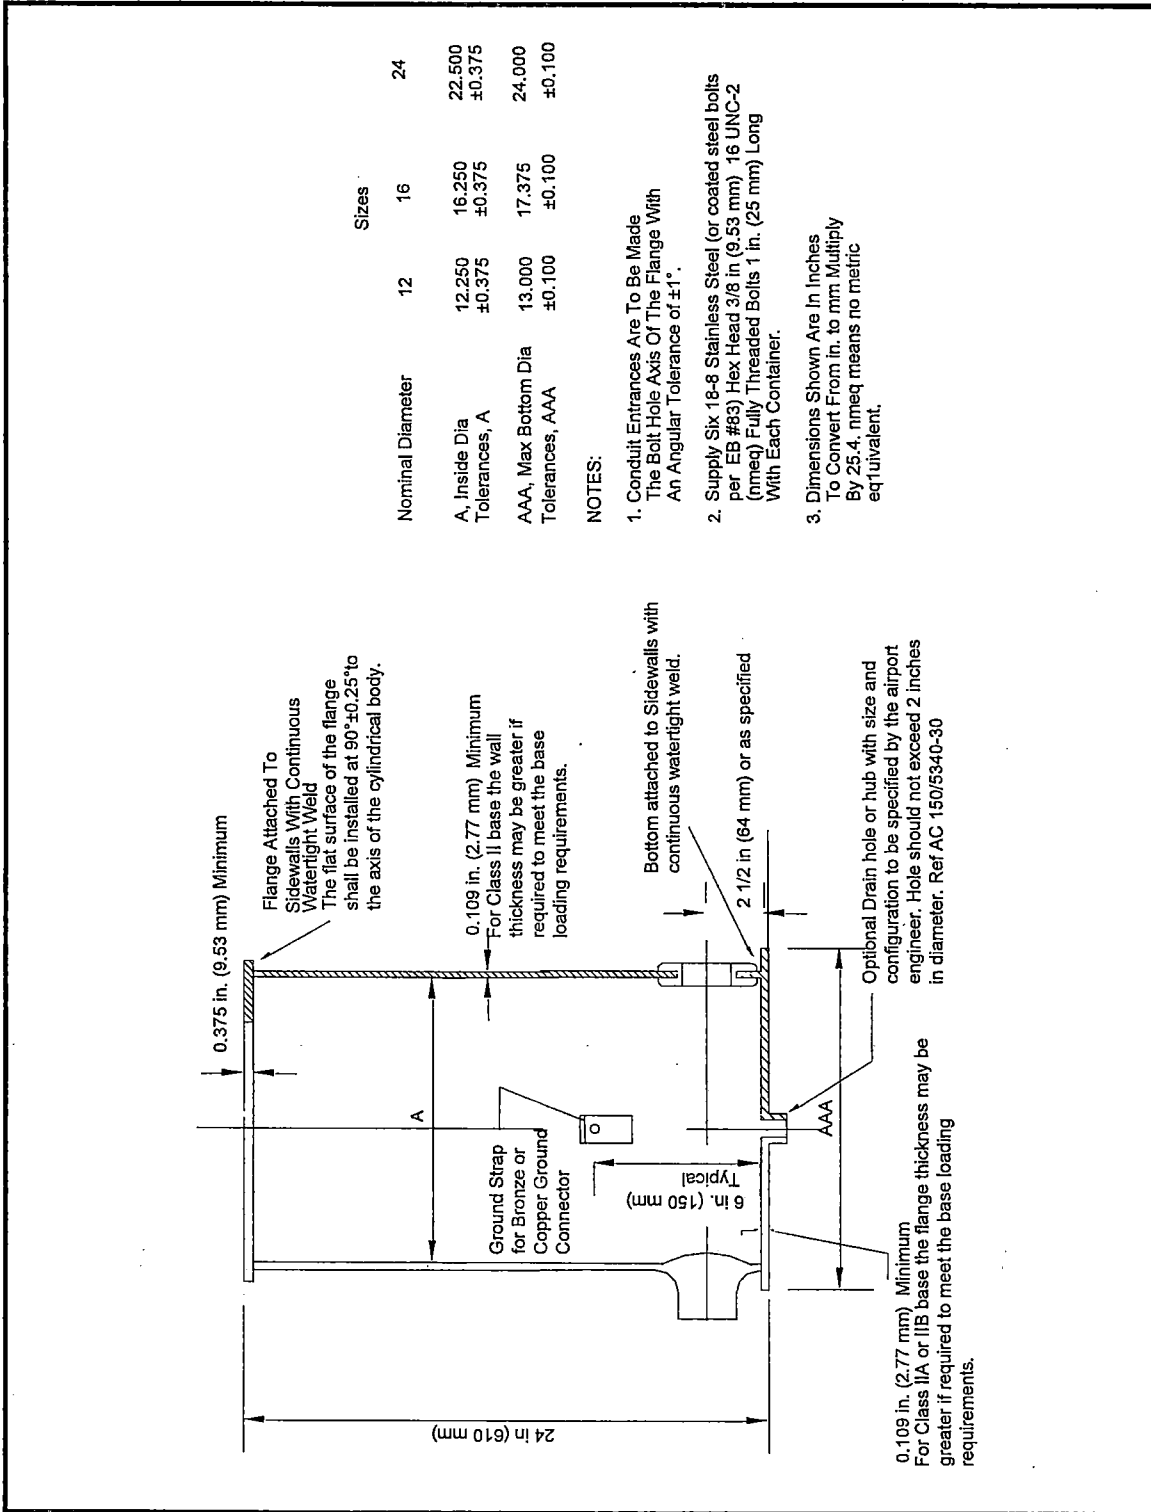 0.375 in. (9.53 mm) Minimum
Flange Attached To
Sidewalls With Continuous
Watertight Weld
The flat surface of the flange
shall be installed at 90°±0.25°to
the axis of the cylindrical body.
0.109 in. (2.77 mm) Minimum
For Class II base the wall
thickness may be greater if
required to meet the base
loading requirements.
A
Ground Strap
for Bronze or
Copper Ground
Connector
6 in. (150 mm)
Typical
24 in (610 mm)
Bottom attached to Sidewalls with
continuous watertight weld.
2 1/2 in (64 mm) or as specified
AAA
Optional Drain hole or hub with size and
configuration to be specified by the airport
engineer. Hole should not exceed 2 inches
in diameter. Ref AC 150/5340-30
0.109 in. (2.77 mm) Minimum
For Class IIA or IIB base the flange thickness may be
greater if required to meet the base loading
requirements.
Sizes
Nominal Diameter 12 16 24
A, Inside Dia 12.250 16.250 22.500
Tolerances, A ±0.375 ±0.375 ±0.375
AAA, Max Bottom Dia 13.000 17.375 24.000
Tolerances, AAA ±0.100 ±0.100 ±0.100
NOTES:
1. Conduit Entrances Are To Be Made
The Bolt Hole Axis Of The Flange With
An Angular Tolerance of ±1°.
2. Supply Six 18-8 Stainless Steel (or coated steel bolts
per EB #83) Hex Head 3/8 in (9.53 mm) 16 UNC-2
(nmeq) Fully Threaded Bolts 1 in. (25 mm) Long
With Each Container.
3. Dimensions Shown Are In Inches
To Convert From in. to mm Multiply
By 25.4. nmeq means no metric
eq1uivalent.